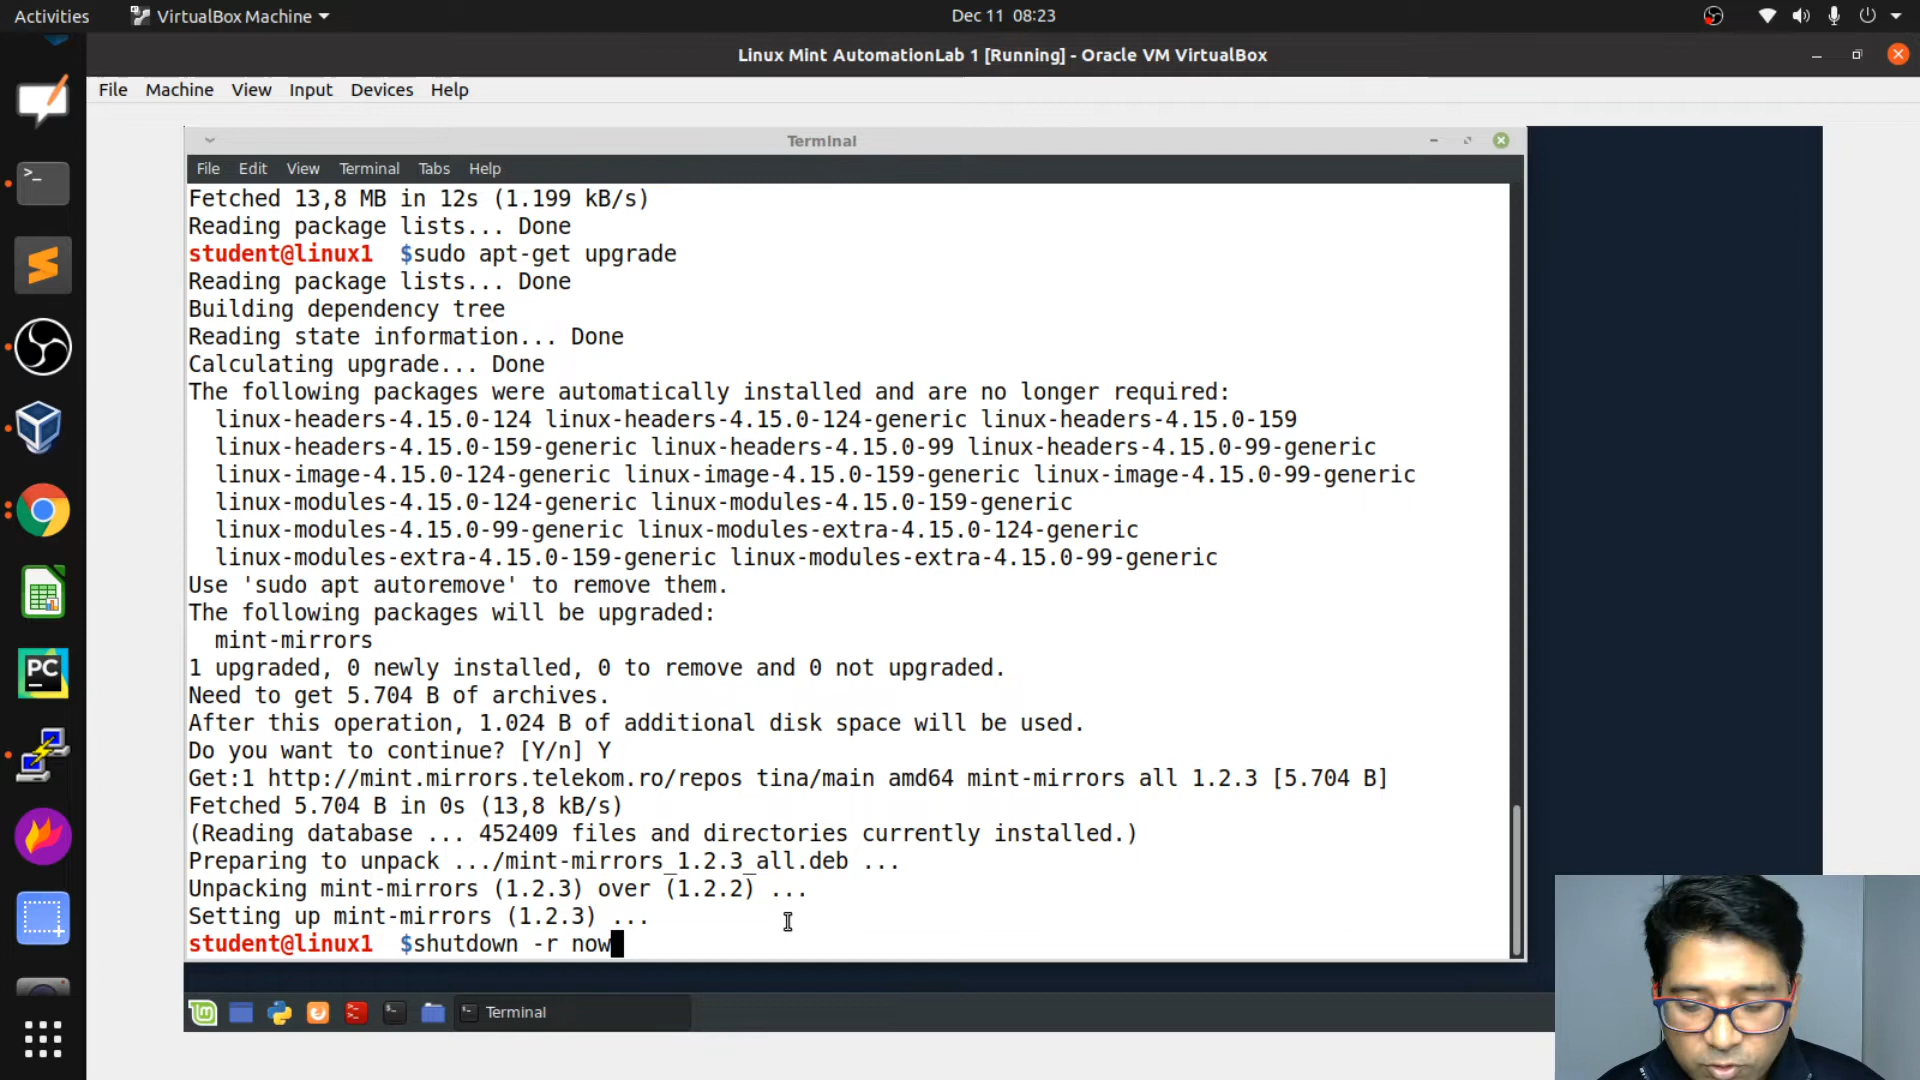 Activities
VirtualBox Machine
Dec 11 08:23
Linux Mint AutomationLab 1 [Running] - Oracle VM VirtualBox
File Machine View Input Devices Help
Terminal
File Edit View Terminal Tabs Help
Fetched 13,8 MB in 12s (1.199 kB/s)
Reading package lists... Done
student@linux1 $sudo apt-get upgrade
Reading package lists... Done
Building dependency tree
Reading state information... Done
Calculating upgrade... Done
The following packages were automatically installed and are no longer required:
linux-headers-4.15.0-124 linux-headers-4.15.0-124-generic linux-headers-4.15.0-159
linux-headers-4.15.0-159-generic linux-headers-4.15.0-99 linux-headers-4.15.0-99-generic
linux-image-4.15.0-124-generic linux-image-4.15.0-159-generic linux-image-4.15.0-99-generic
linux-modules-4.15.0-124-generic linux-modules-4.15.0-159-generic
linux-modules-4.15.0-99-generic linux-modules-extra-4.15.0-124-generic
linux-modules-extra-4.15.0-159-generic linux-modules-extra-4.15.0-99-generic
Use 'sudo apt autoremove' to remove them.
The following packages will be upgraded:
mint-mirrors
1 upgraded, 0 newly installed, 0 to remove and 0 not upgraded.
Need to get 5.704 B of archives.
After this operation, 1.024 B of additional disk space will be used.
Do you want to continue? [Y/n] Y
Get:1 http://mint.mirrors.telekom.ro/repos tina/main amd64 mint-mirrors all 1.2.3 [5.704 B]
Fetched 5.704 B in 0s (13,8 kB/s)
(Reading database ... 452409 files and directories currently installed.)
Preparing to unpack .../mint-mirrors_1.2.3_all.deb ...
Unpacking mint-mirrors (1.2.3) over (1.2.2) ...
Setting up mint-mirrors (1.2.3) ...
student@linux1 $shutdown -r now
Terminal
PC